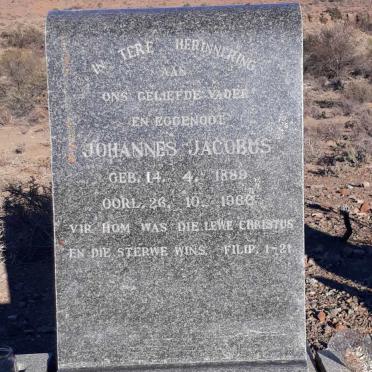 IN TERE HERINNERING
AAN
ONS GELIEFDE VADER
EN EGGENOOT
JOHANNES JACOBUS
GEB. 14. 4. 1889
OORL. 26. 10. 1966
VIR HOM WAS DIE LEWE CHRISTUS
EN DIE STERWE WINS. FILIP. 1-21